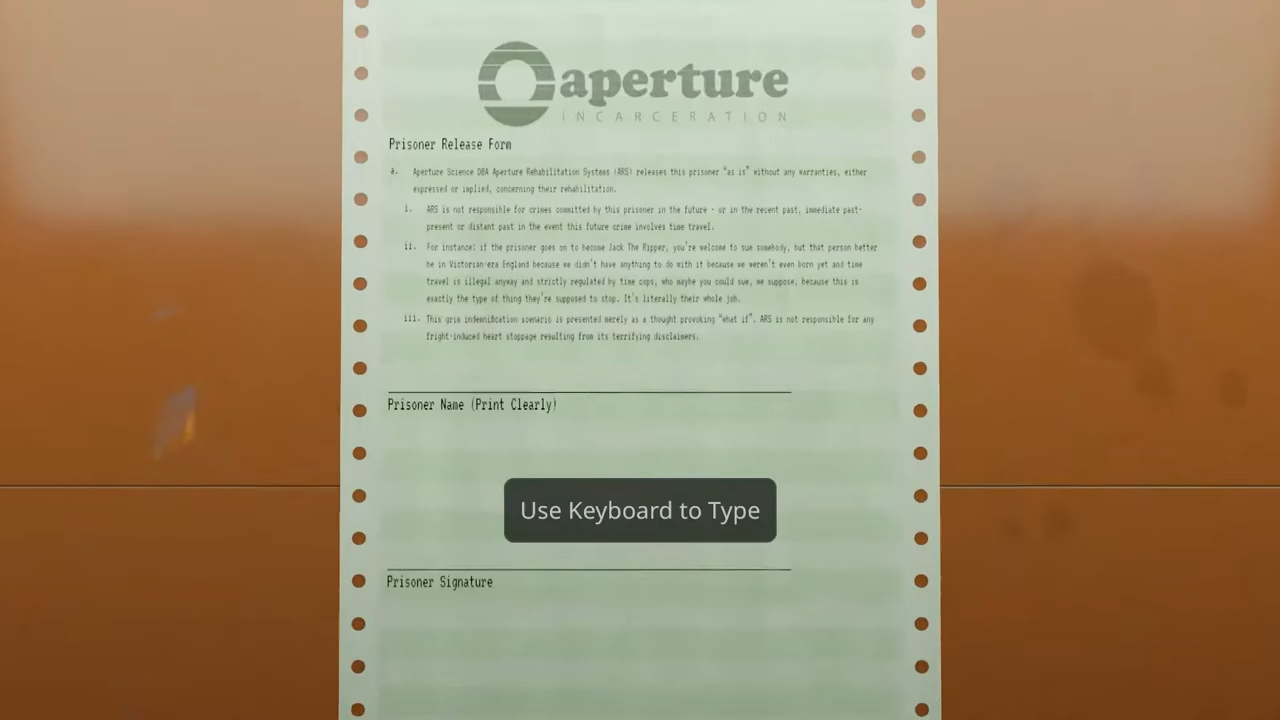 aperture
INCARCERATION
Prisoner Release Form
a. Aperture Science DBA Aperture Rehabilitation Systems (ARS) releases this prisoner "as is" without any warranties, either
expressed or implied, concerning their rehabilitation.
i. ARS is not responsible for crimes committed by this prisoner in the future - or in the recent past, immediate past-
present or distant past in the event this future crime involves time travel.
ii. For instance: if the prisoner goes on to become Jack The Ripper, you're welcome to sue somebody, but that person better
be in Victorian-era England because we didn't have anything to do with it because we weren't even born yet and time
travel is illegal anyway and strictly regulated by time cops, who maybe you could sue, we suppose, because this is
exactly the type of thing they're supposed to stop. It's literally their whole job.
iii. This grim indemnification scenario is presented merely as a thought provoking "what if". ARS is not responsible for any
fright-induced heart stoppage resulting from its terrifying disclaimers.
Prisoner Name (Print Clearly)
Use Keyboard to Type
Prisoner Signature